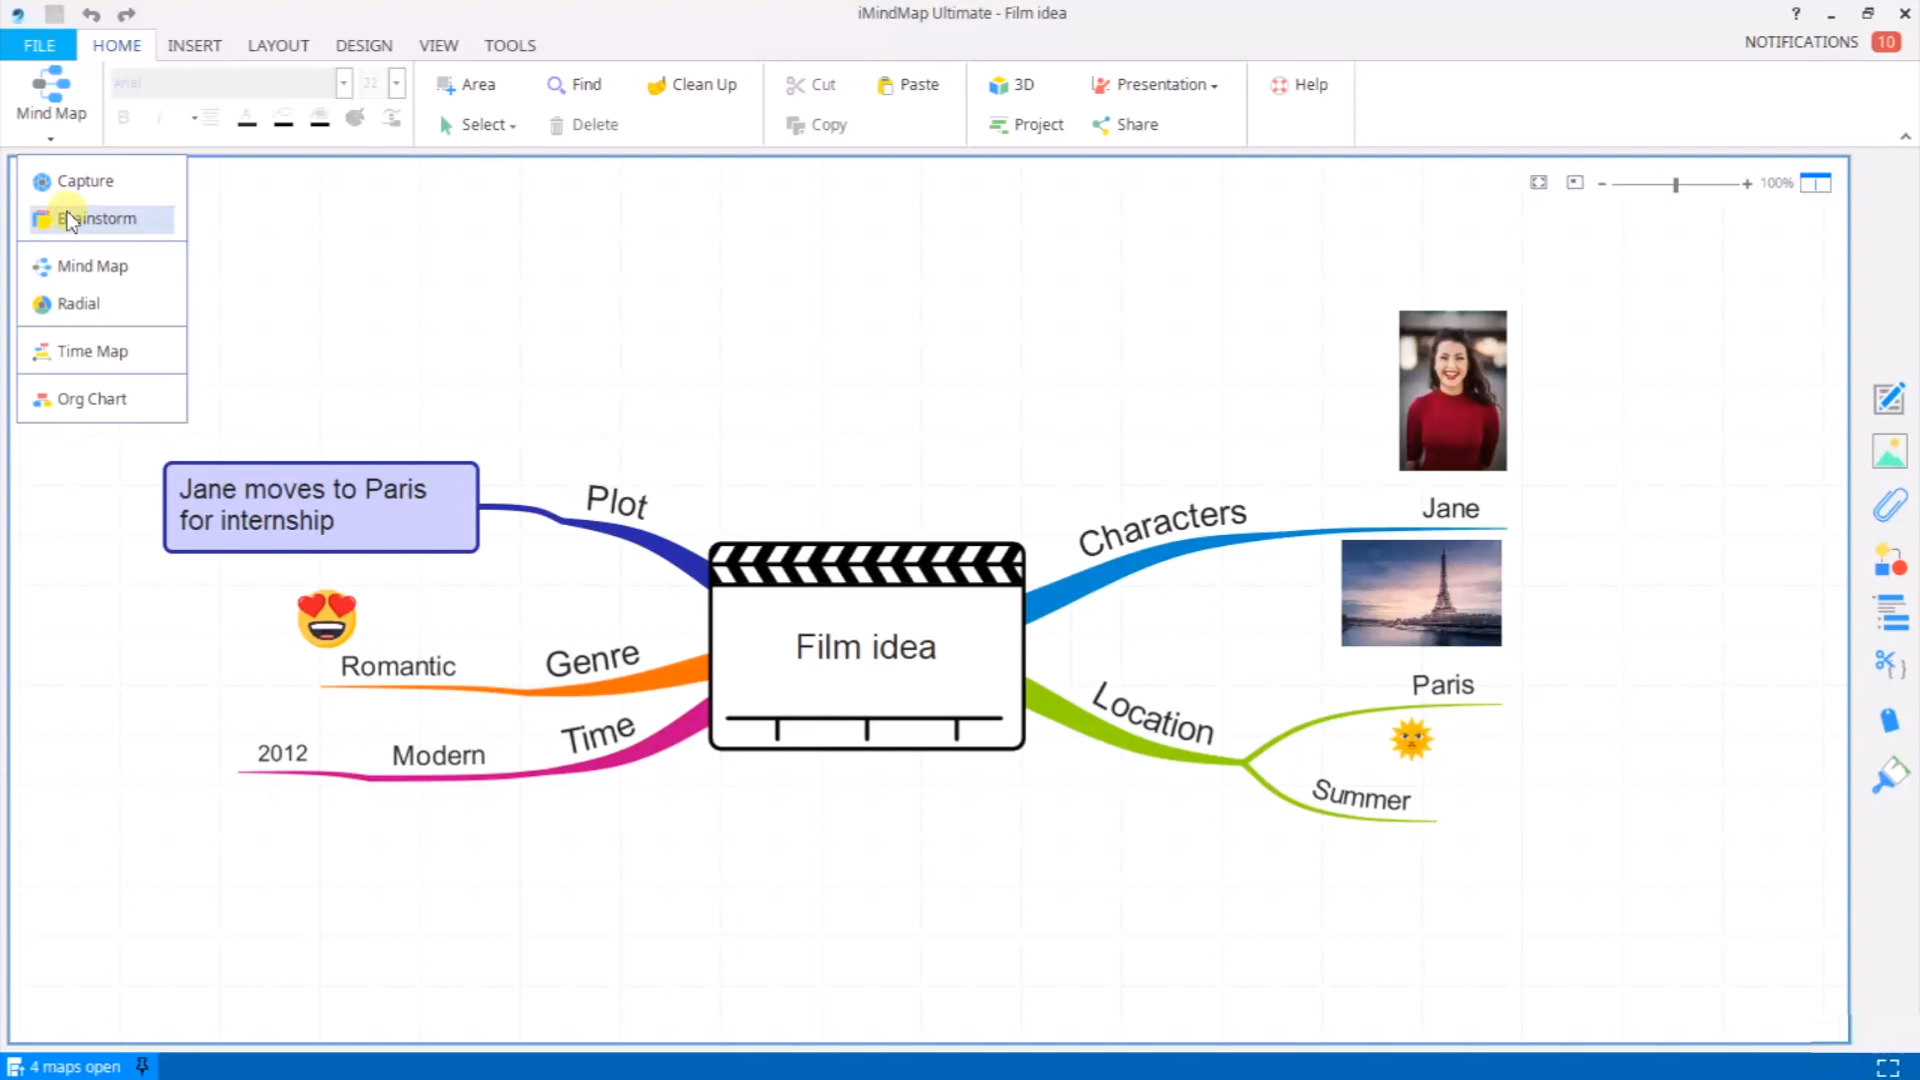 iMindMap Ultimate - Film idea
?
FILE
HOME
INSERT
LAYOUT
DESIGN
VIEW
TOOLS
NOTIFICATIONS 10
Mind Map
Arial
22
B
I
A
Area
Find
Clean Up
Select
Delete
Cut
Paste
Copy
3D
Presentation
Project
Share
Help
Capture
Brainstorm
Mind Map
Radial
Time Map
Org Chart
- + 100%
Jane moves to Paris
for internship
Plot
Characters
Jane
Film idea
Romantic
Genre
Location
Paris
2012
Modern
Time
Summer
4 maps open